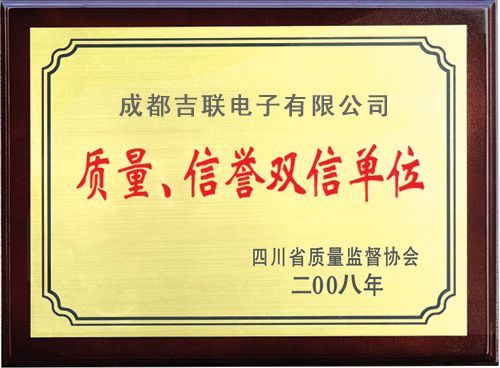 成都吉联电子有限公司
质量、信誉双信单位
四川省质量监督协会
二00八年